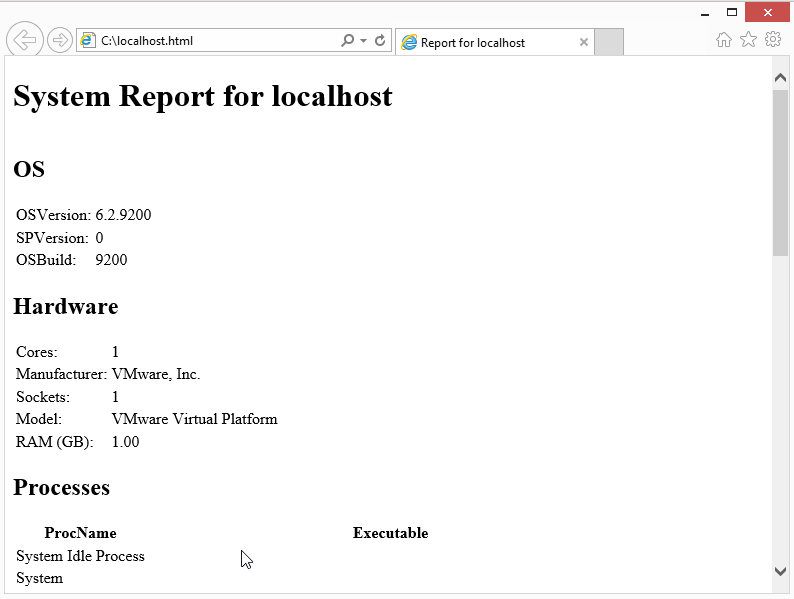 C:\localhost.html
Report for localhost
System Report for localhost
OS
OSVersion: 6.2.9200
SPVersion: 0
OSBuild: 9200
Hardware
Cores: 1
Manufacturer: VMware, Inc.
Sockets: 1
Model: VMware Virtual Platform
RAM (GB): 1.00
Processes
ProcName Executable
System Idle Process
System